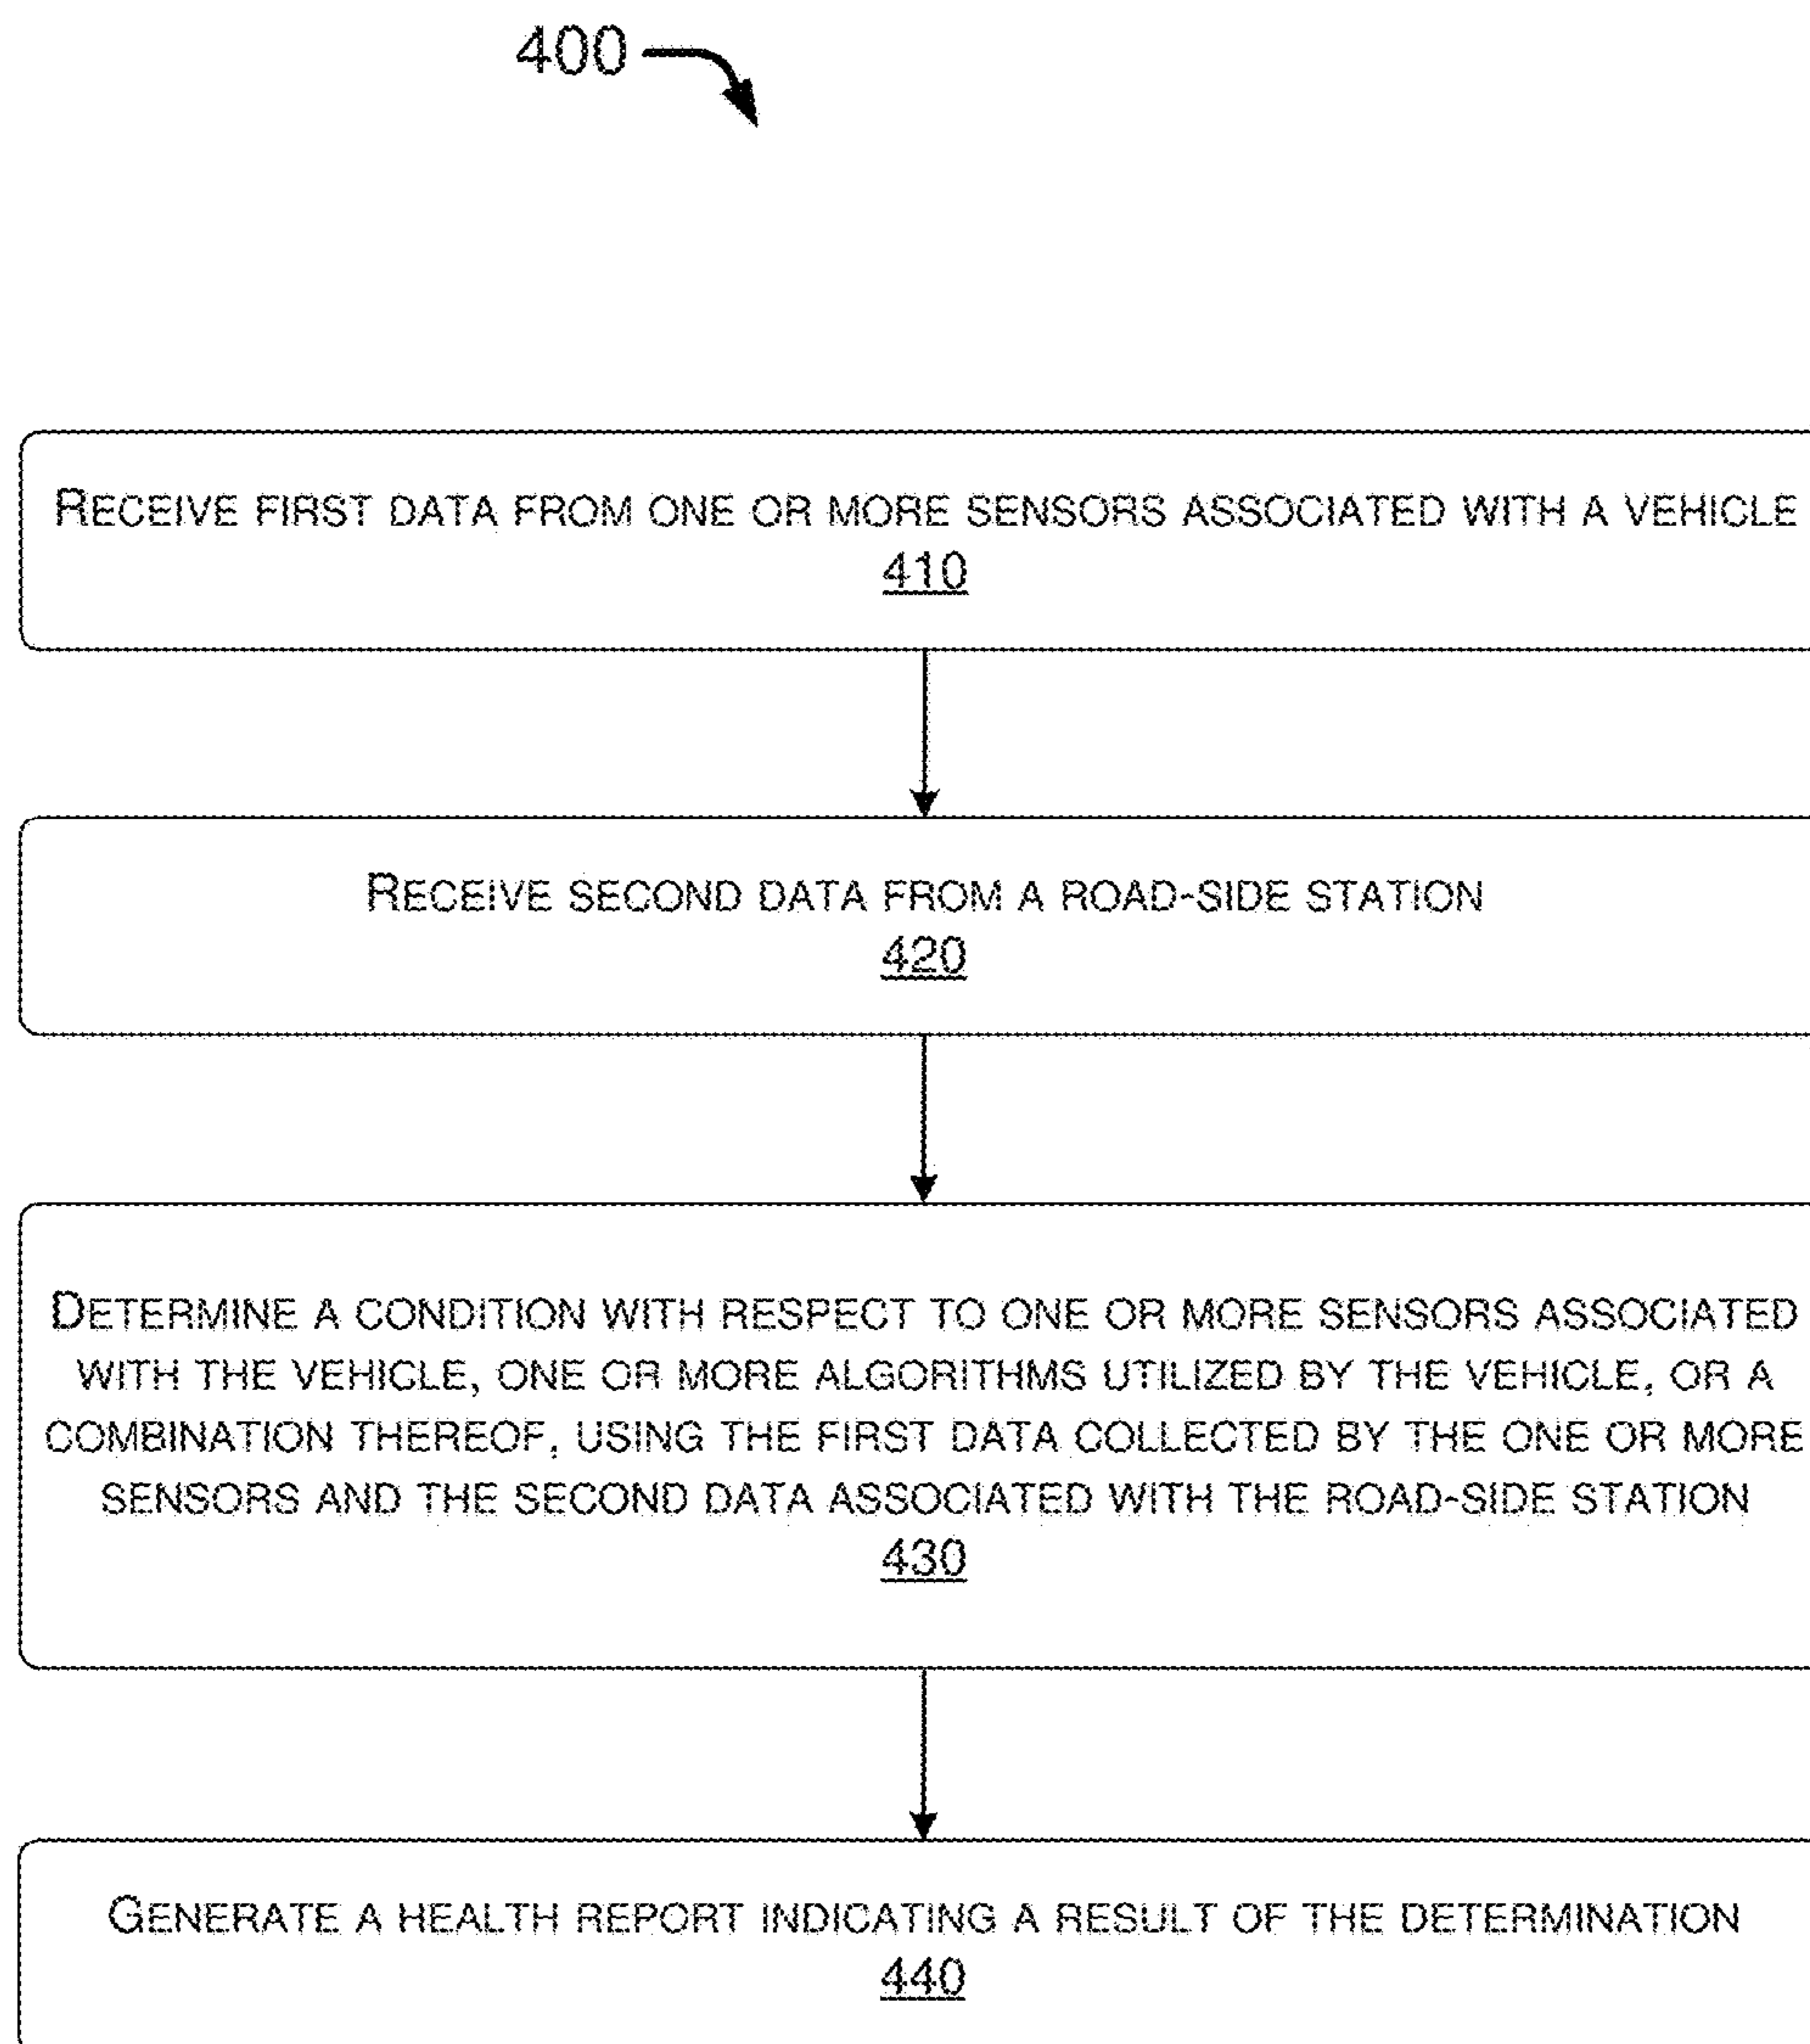 400
RECEIVE FIRST DATA FROM ONE OR MORE SENSORS ASSOCIATED WITH A VEHICLE
410
RECEIVE SECOND DATA FROM A ROAD-SIDE STATION
420
DETERMINE A CONDITION WITH RESPECT TO ONE OR MORE SENSORS ASSOCIATED
WITH THE VEHICLE, ONE OR MORE ALGORITHMS UTILIZED BY THE VEHICLE, OR A
COMBINATION THEREOF, USING THE FIRST DATA COLLECTED BY THE ONE OR MORE
SENSORS AND THE SECOND DATA ASSOCIATED WITH THE ROAD-SIDE STATION
430
GENERATE A HEALTH REPORT INDICATING A RESULT OF THE DETERMINATION
440